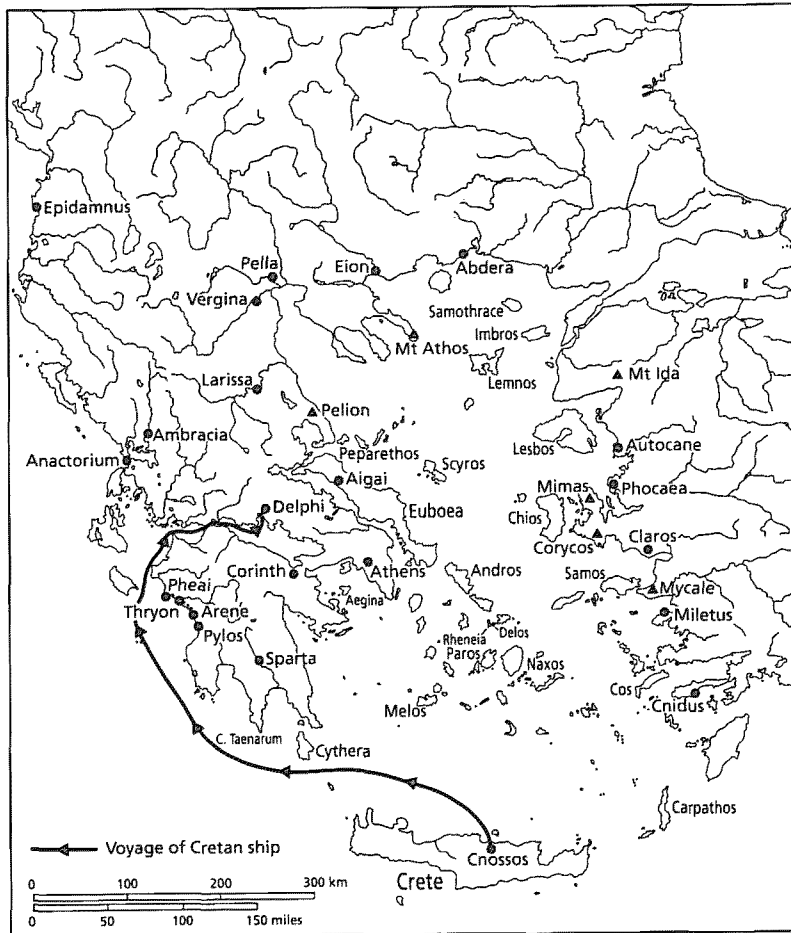 Epidamnus
Pella
Eion
Abdera
Vergina
Samothrace
Imbros
Mt Athos
Lemnos
Larissa
Mt Ida
Pelion
Ambracia
Peparethos
Lesbos
Autocane
Anactorium
Scyros
Aigai
Mimas
Phocaea
Delphi
Euboea
Chios
Corycos
Claros
Corinth
Athens
Andros
Samos
Pheai
Aegina
Mycale
Thryon
Arene
Delos
Miletus
Pylos
Rheneia
Paros
Sparta
Naxos
Cos
Cnidus
Melos
C. Taenarum
Cythera
Carpathos
Voyage of Cretan ship
Cnossos
Crete
0 100 200 300 km
0 50 100 150 miles